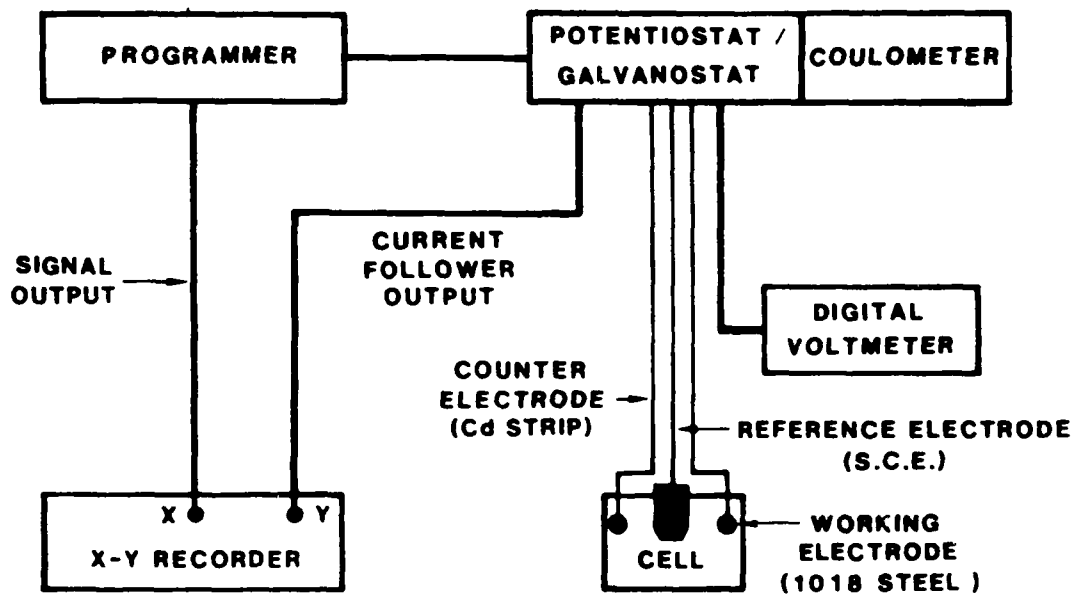 PROGRAMMER
POTENTIOSTAT /
GALVANOSTAT
COULOMETER
SIGNAL
OUTPUT
CURRENT
FOLLOWER
OUTPUT
DIGITAL
VOLTMETER
COUNTER
ELECTRODE
(Cd STRIP)
REFERENCE ELECTRODE
(S.C.E.)
X
Y
X-Y RECORDER
CELL
WORKING
ELECTRODE
(1018 STEEL )